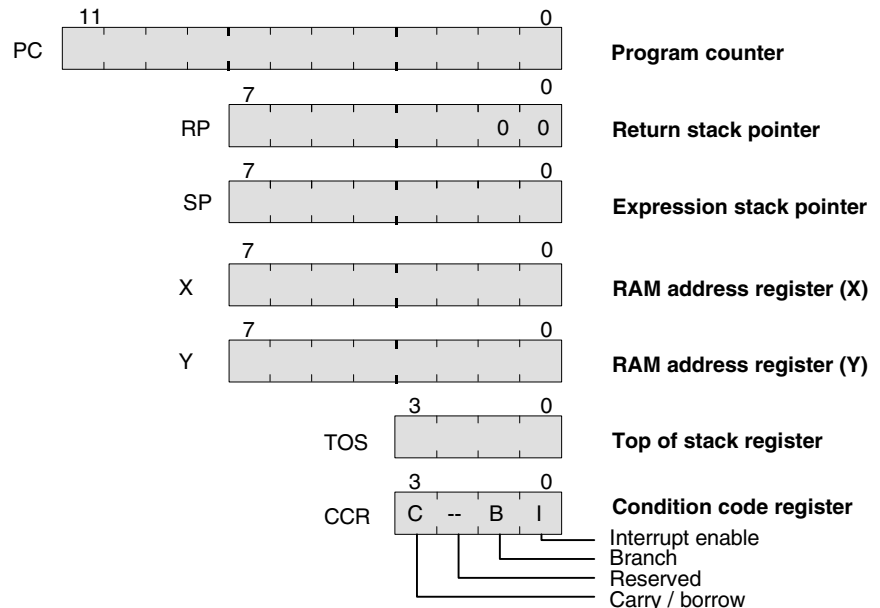 11 0
PC Program counter
7 0
RP 0 0 Return stack pointer
7 0
SP Expression stack pointer
7 0
X RAM address register (X)
7 0
Y RAM address register (Y)
3 0
TOS Top of stack register
3 0
CCR C -- B I Condition code register
Interrupt enable
Branch
Reserved
Carry / borrow